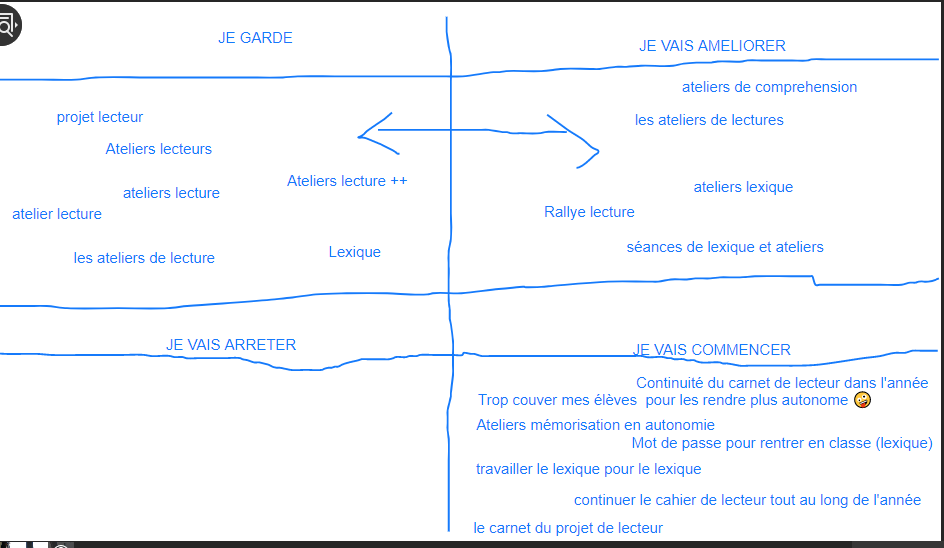 JE GARDE
projet lecteur
Ateliers lecteurs
Ateliers lecture ++
ateliers lecture
atelier lecture
Lexique
les ateliers de lecture
JE VAIS AMELIORER
ateliers de comprehension
les ateliers de lectures
ateliers lexique
Rallye lecture
séances de lexique et ateliers
JE VAIS ARRETER
JE VAIS COMMENCER
Continuité du carnet de lecteur dans l'année
Trop couver mes élèves pour les rendre plus autonome 🤪
Ateliers mémorisation en autonomie
Mot de passe pour rentrer en classe (lexique)
travailler le lexique pour le lexique
continuer le cahier de lecteur tout au long de l'année
le carnet du projet de lecteur